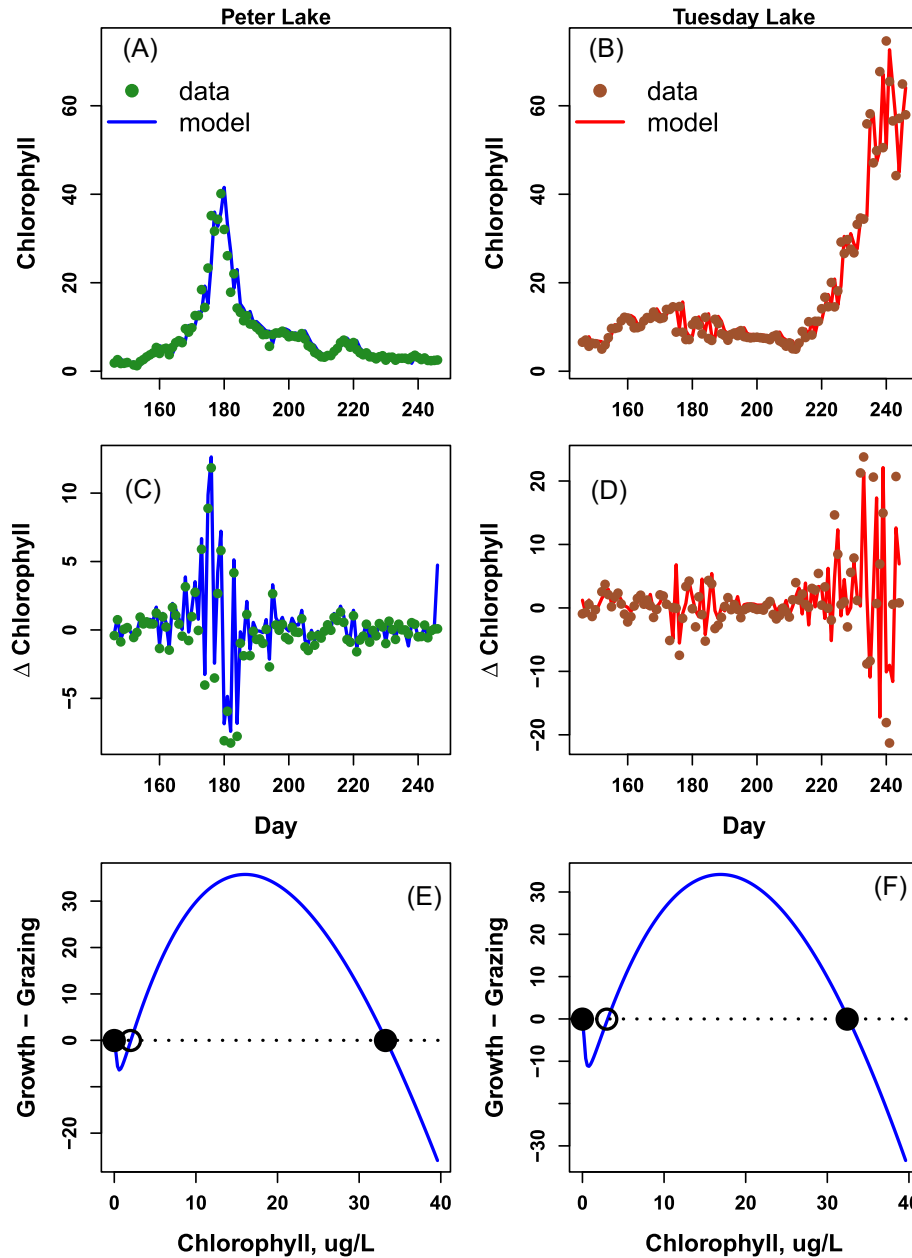 Peter Lake
Tuesday Lake
(A)
data
model
Chlorophyll
0 20 40 60
160 180 200 220 240
(B)
data
model
Chlorophyll
0 20 40 60
160 180 200 220 240
(C)
Δ Chlorophyll
−5 0 5 10
160 180 200 220 240
Day
(D)
Δ Chlorophyll
−20 −10 0 10 20
160 180 200 220 240
Day
(E)
Growth − Grazing
−20 0 10 20 30
0 10 20 30 40
Chlorophyll, ug/L
(F)
Growth − Grazing
−30 −10 0 10 20 30
0 10 20 30 40
Chlorophyll, ug/L